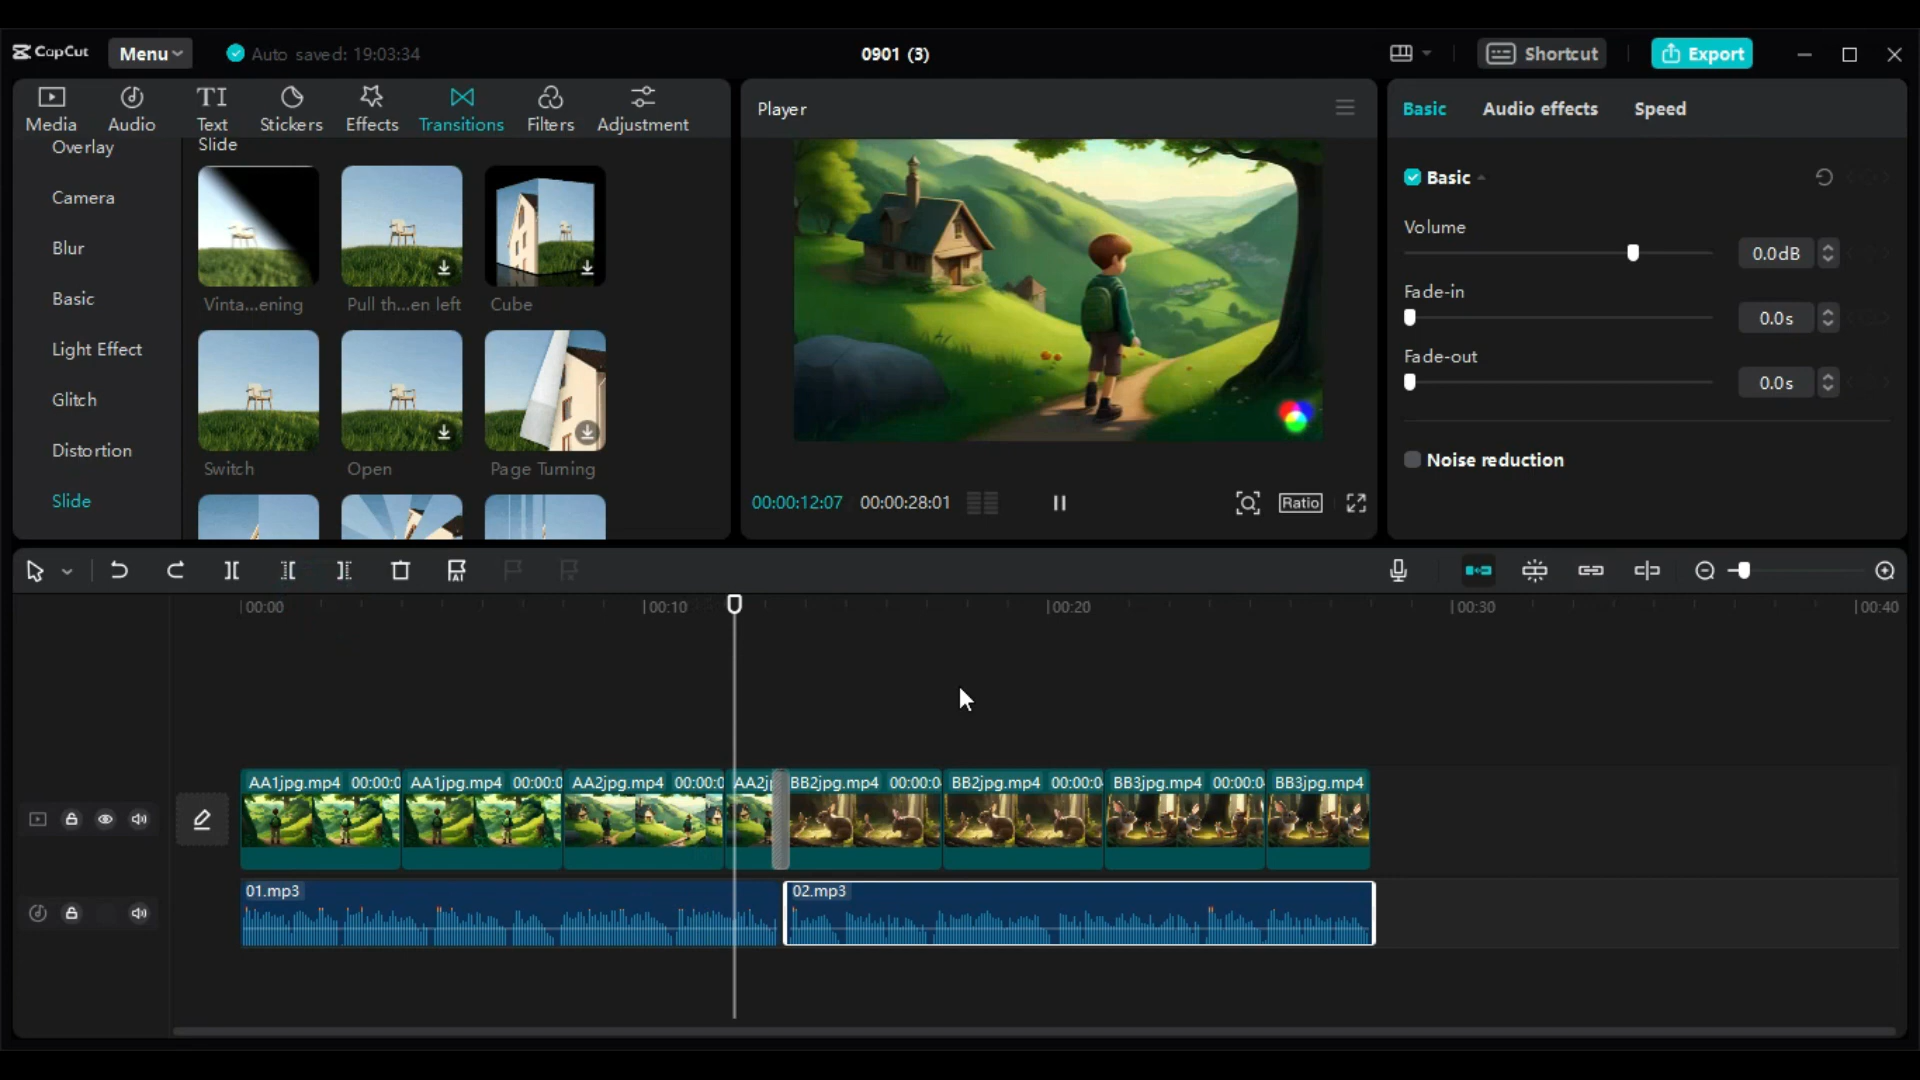 CapCut
Menu
Auto saved: 19:03:34
0901 (3)
Shortcut
Export
Media
Audio
TI
Text
Stickers
Effects
Transitions
Filters
Adjustment
Overlay
Camera
Blur
Basic
Light Effect
Glitch
Distortion
Slide
Slide
Vinta...ening
Pull th...en left
Cube
Switch
Open
Page Turning
Player
00:00:12:07
00:00:28:01
Ratio
Basic
Audio effects
Speed
Basic
Volume
0.0dB
Fade-in
0.0s
Fade-out
0.0s
Noise reduction
AI
00:00
00:10
00:20
00:30
00:40
AA1jpg.mp4 00:00:0
AA1jpg.mp4 00:00:0
AA2jpg.mp4 00:00:0
AA2j
BB2jpg.mp4 00:00:0
BB2jpg.mp4 00:00:0
BB3jpg.mp4 00:00:0
BB3jpg.mp4
01.mp3
02.mp3